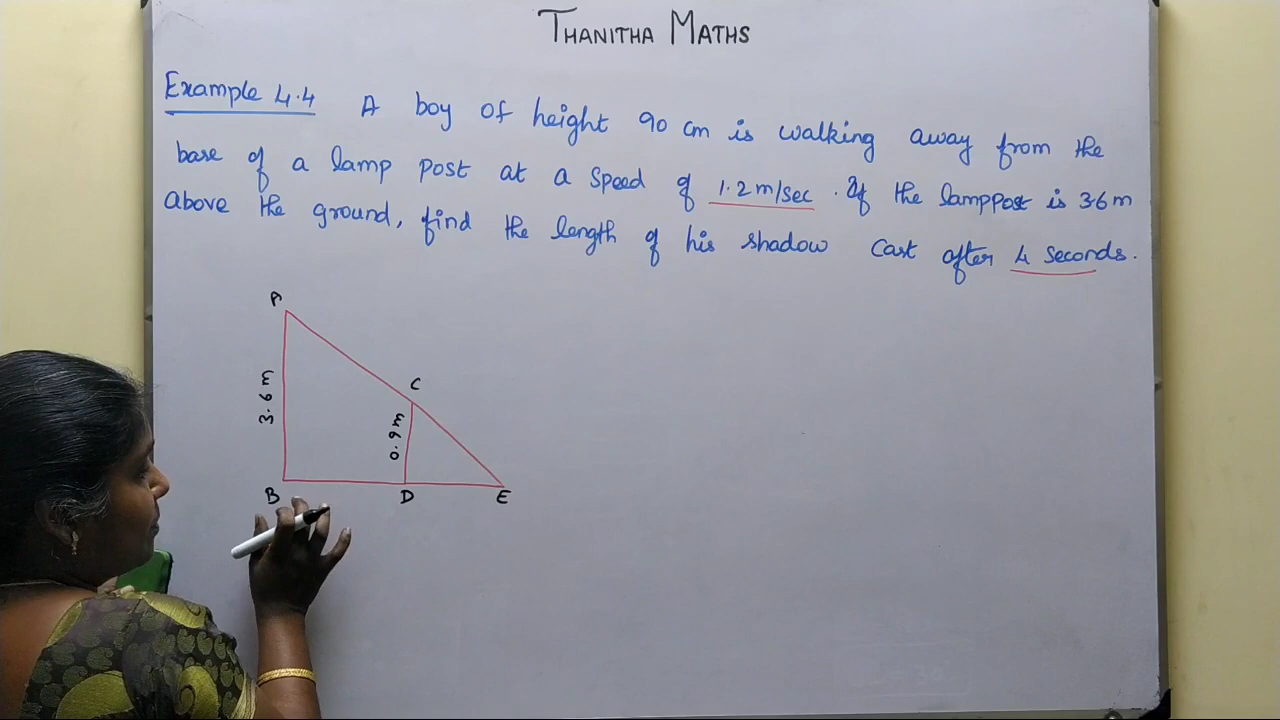 THANITHA MATHS
Example 4.4 A boy of height 90 cm is walking away from the
base of a lamp post at a speed of 1.2 m/sec. If the lamppost is 3.6 m
above the ground, find the length of his shadow cast after 4 seconds.
A
C
3.6 m
0.9 m
B D E